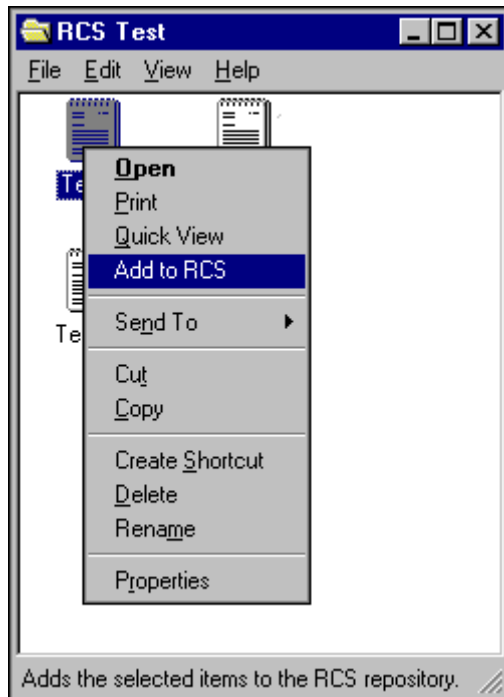 RCS Test
File Edit View Help
Open
Print
Quick View
Add to RCS
Send To
Cut
Copy
Create Shortcut
Delete
Rename
Properties
Adds the selected items to the RCS repository.